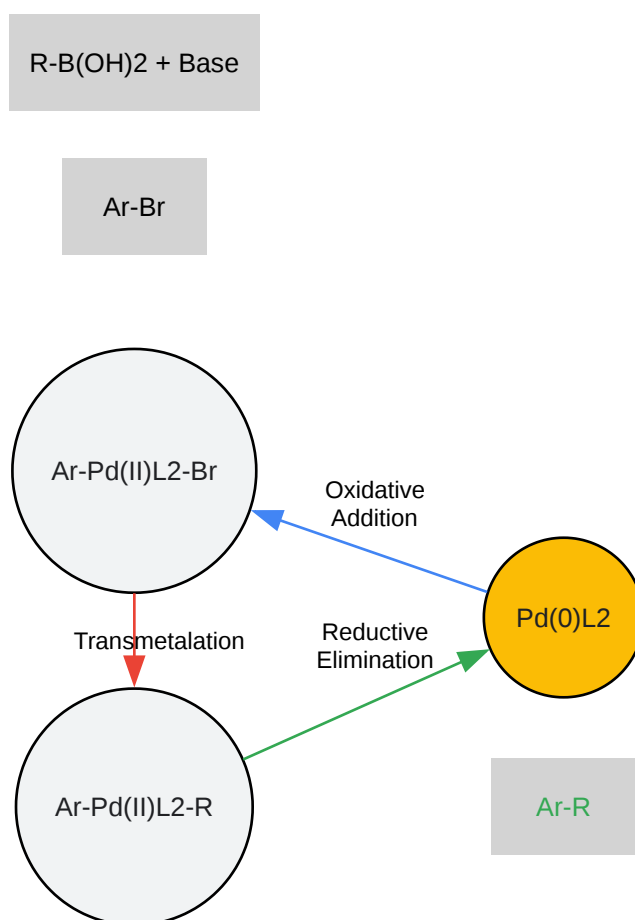 R-B(OH)2 + Base
Ar-Br
Ar-Pd(II)L2-Br
Oxidative
Addition
Pd(0)L2
Transmetalation
Reductive
Elimination
Ar-Pd(II)L2-R
Ar-R